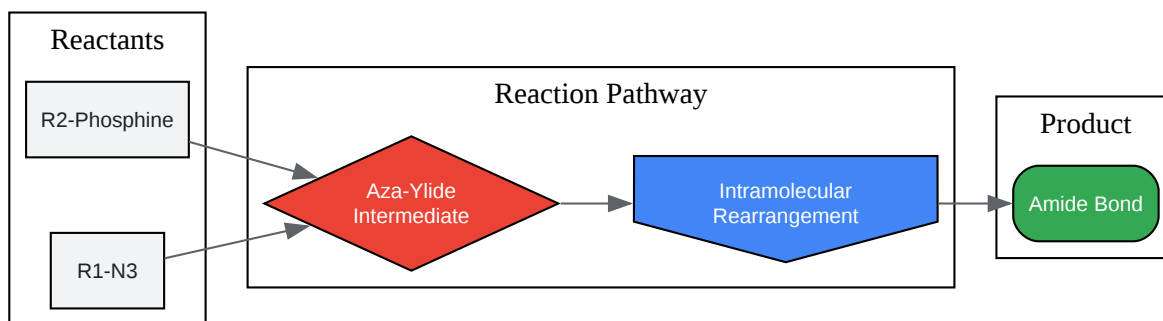 Reactants
R2-Phosphine
R1-N3
Reaction Pathway
Aza-Ylide
Intermediate
Intramolecular
Rearrangement
Product
Amide Bond